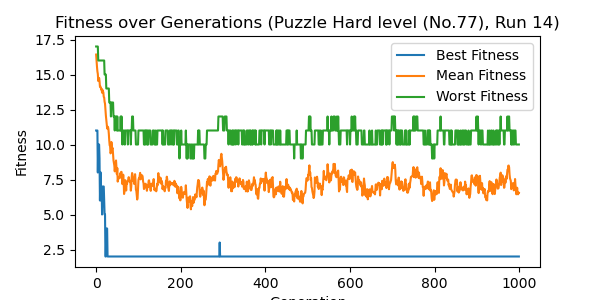 Fitness over Generations (Puzzle Hard level (No.77), Run 14)
17.5
15.0
12.5
10.0
7.5
5.0
2.5
Fitness
Best Fitness
Mean Fitness
Worst Fitness
0 200 400 600 800 1000
Generation